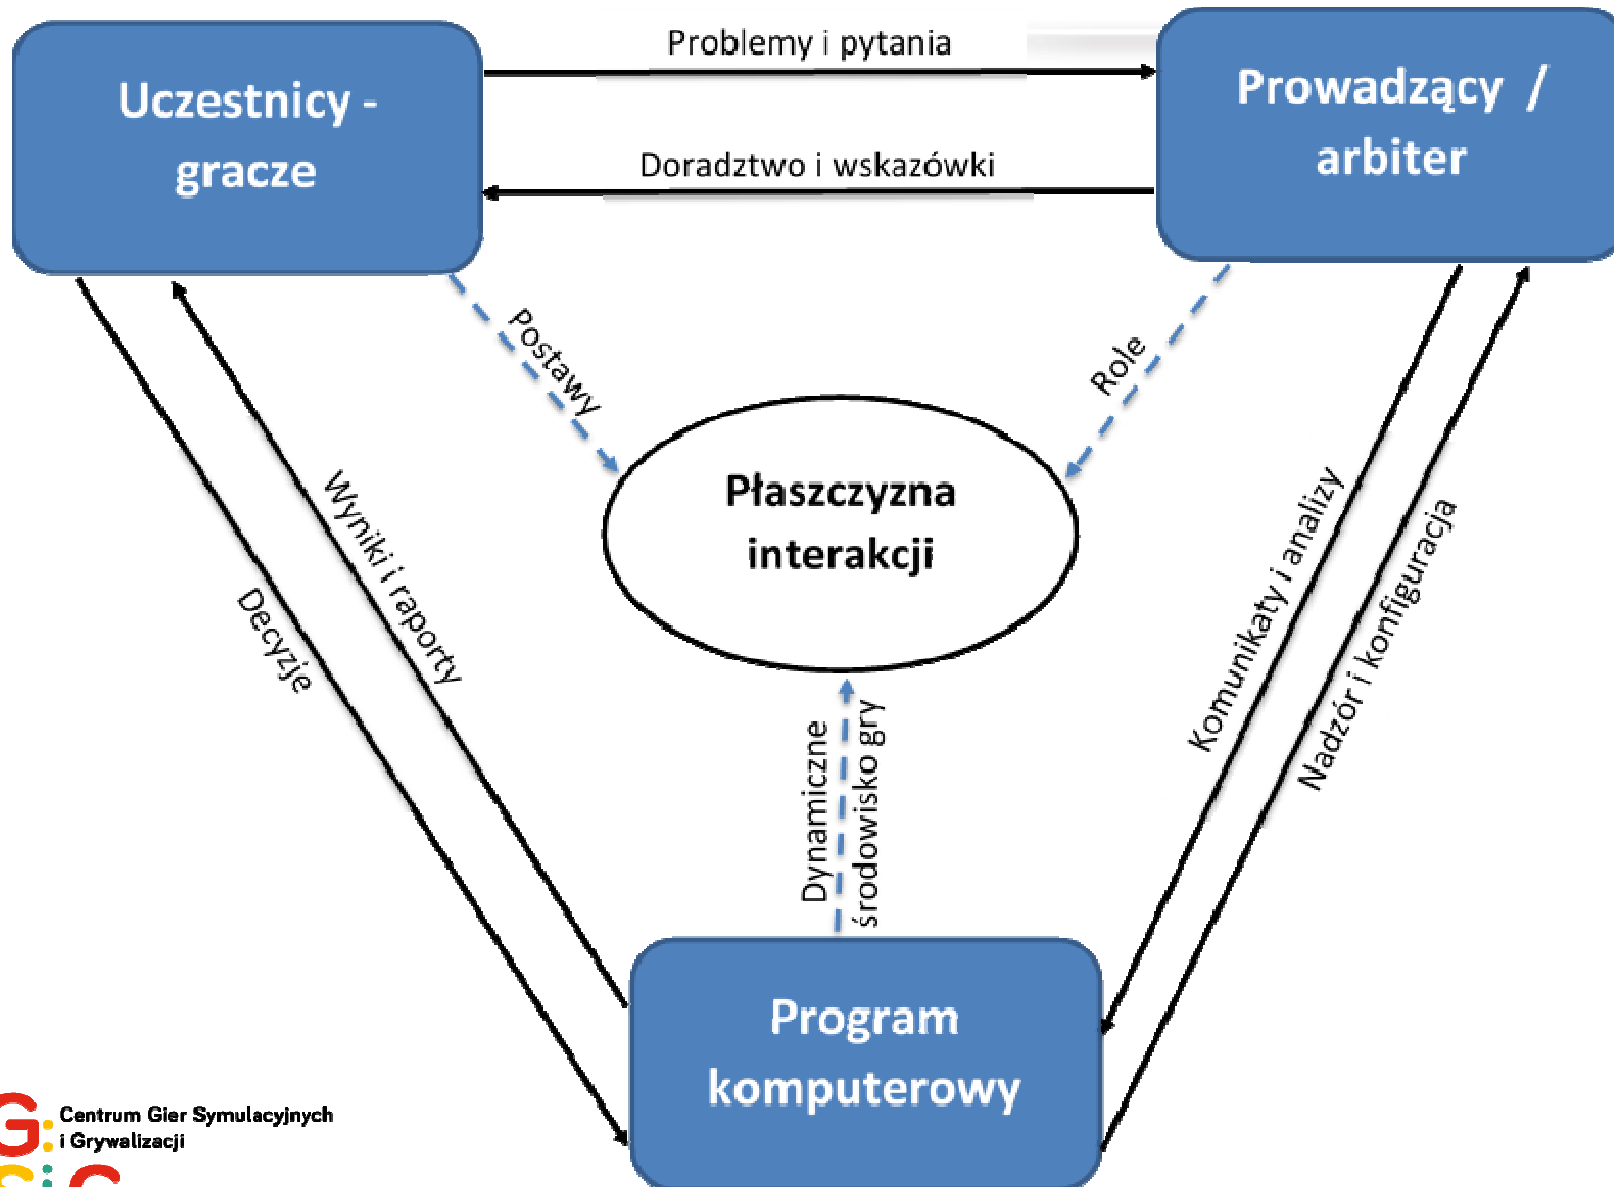 Problemy i pytania
Uczestnicy -
gracze
Prowadzący /
arbiter
Doradztwo i wskazówki
Postawy
Role
Płaszczyzna
interakcji
Wyniki i raporty
Decyzje
Komunikaty i analizy
Nadzór i konfiguracja
Dynamiczne
środowisko gry
Program
komputerowy
G:
Centrum Gier Symulacyjnych
i Grywalizacji